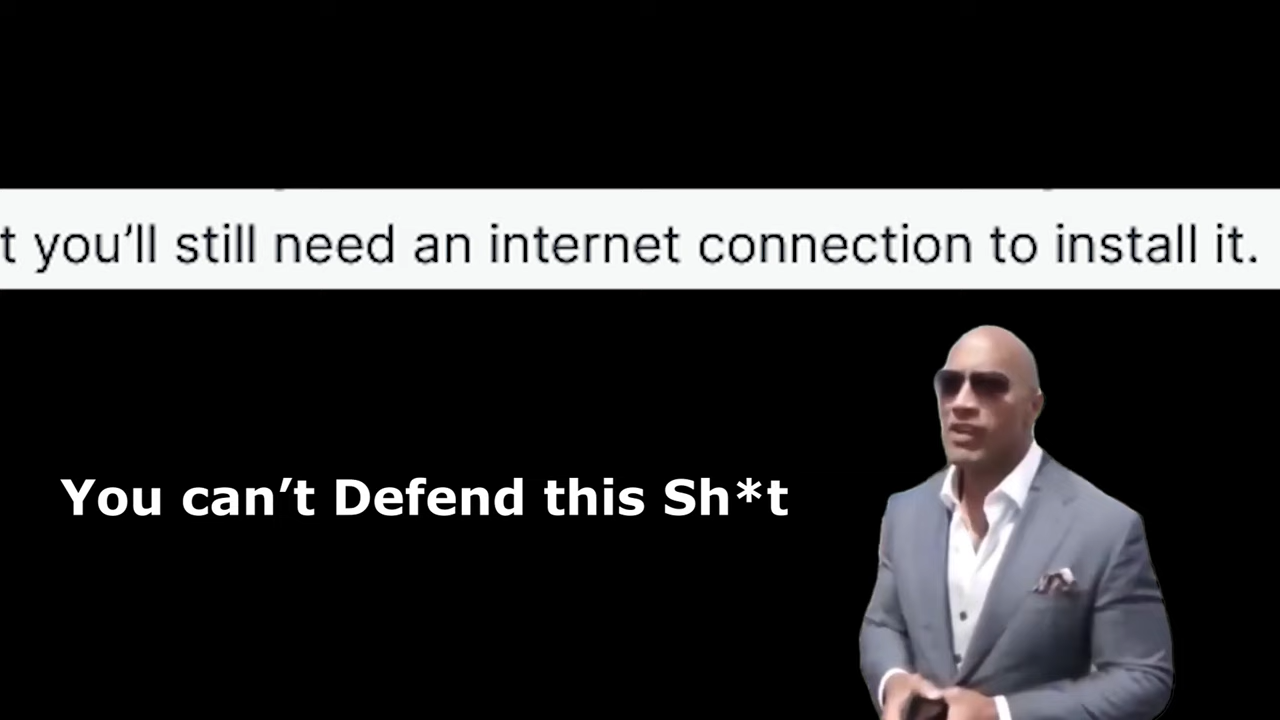 t you’ll still need an internet connection to install it.
You can’t Defend this Sh*t